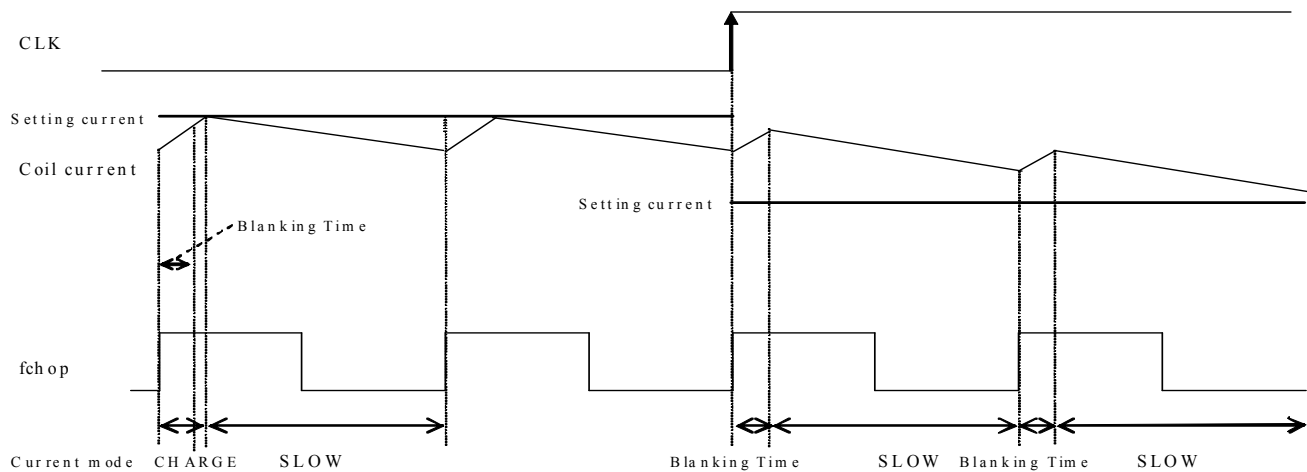 CLK
Setting current
Coil current
Setting current
Blanking Time
fchop
Current mode CHARGE SLOW Blanking Time SLOW Blanking Time SLOW